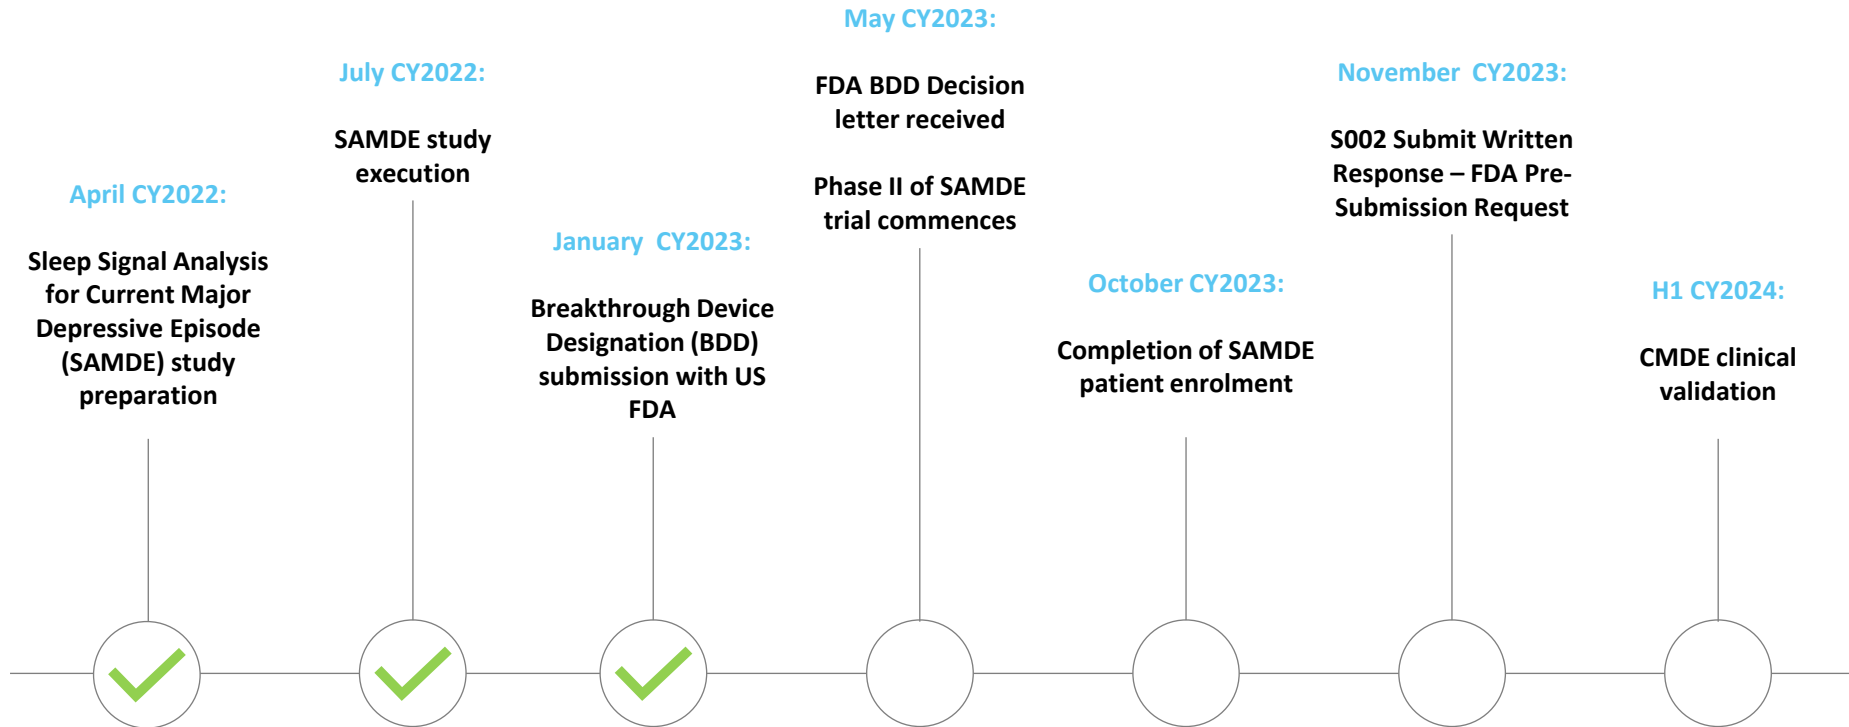 April CY2022:
Sleep Signal Analysis
for Current Major
Depressive Episode
(SAMDE) study
preparation
July CY2022:
SAMDE study
execution
January  CY2023:
Breakthrough Device
Designation (BDD)
submission with US
FDA
May CY2023:
FDA BDD Decision
letter received
Phase II of SAMDE
trial commences
October CY2023:
Completion of SAMDE
patient enrolment
November  CY2023:
S002 Submit Written
Response – FDA Pre-
Submission Request
H1 CY2024:
CMDE clinical
validation